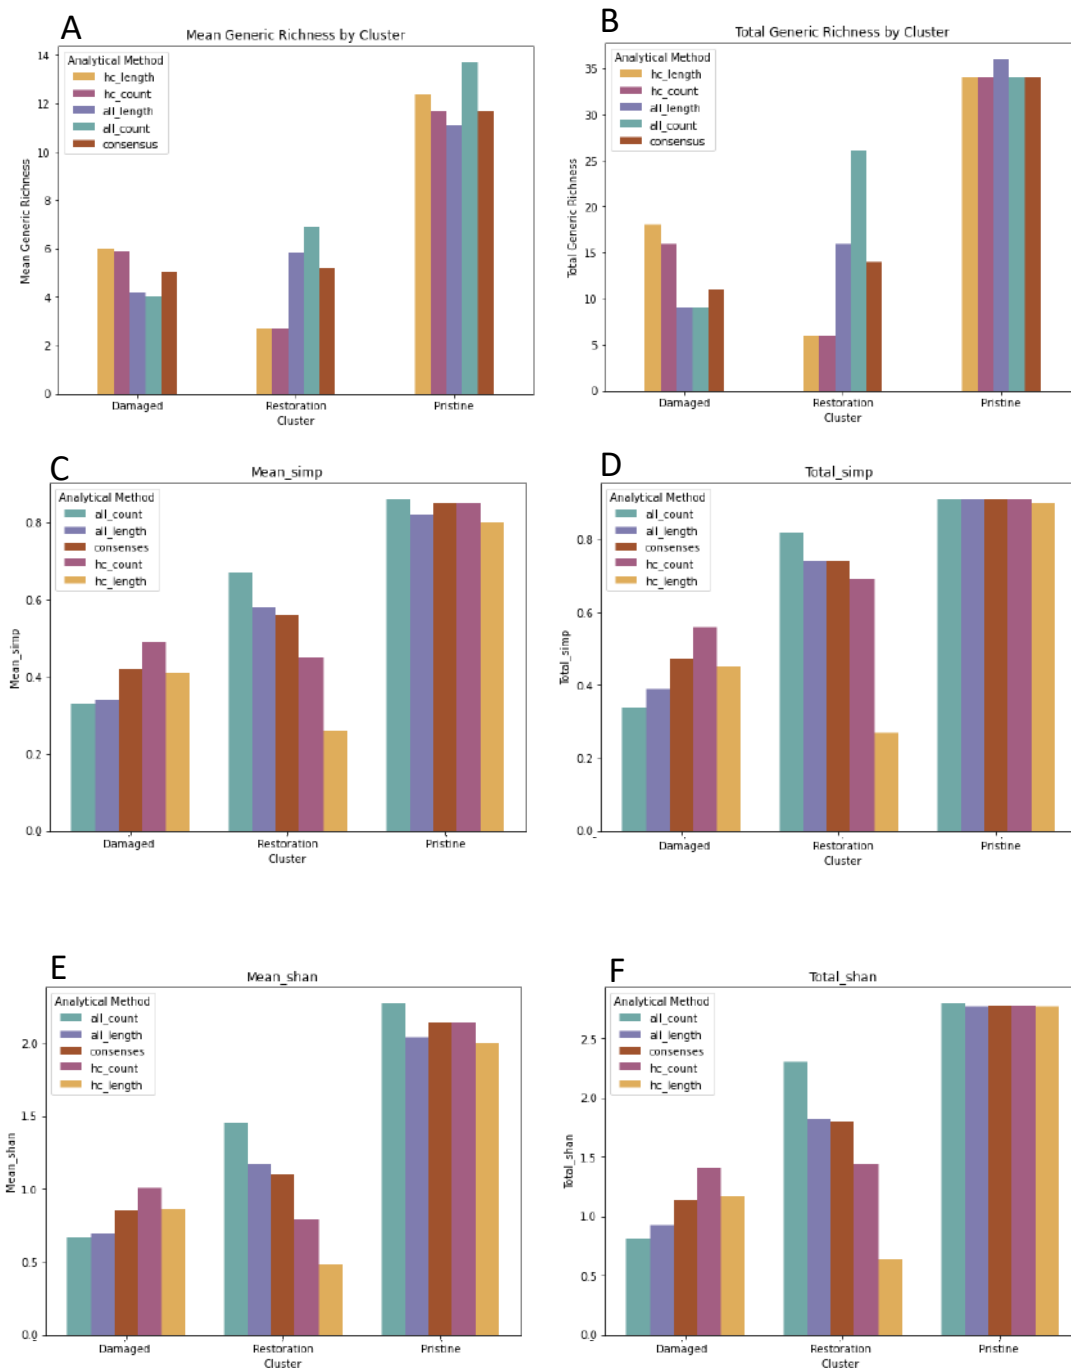 A
Mean Generic Richness by Cluster
Analytical Method
hc_length
hc_count
all_length
all_count
consensus
Mean Generic Richness
14
12
10
8
6
4
2
0
Damaged
Restoration
Pristine
Cluster
B
Total Generic Richness by Cluster
Analytical Method
hc_length
hc_count
all_length
all_count
consensus
Total Generic Richness
35
30
25
20
15
10
5
0
Damaged
Restoration
Pristine
Cluster
C
Mean_simp
Analytical Method
all_count
all_length
consenses
hc_count
hc_length
Mean_simp
0.8
0.6
0.4
0.2
0.0
Damaged
Restoration
Pristine
Cluster
D
Total_simp
Analytical Method
all_count
all_length
consenses
hc_count
hc_length
Total_simp
0.8
0.6
0.4
0.2
0.0
Damaged
Restoration
Pristine
Cluster
E
Mean_shan
Analytical Method
all_count
all_length
consenses
hc_count
hc_length
Mean_shan
2.0
1.5
1.0
0.5
0.0
Damaged
Restoration
Pristine
Cluster
F
Total_shan
Analytical Method
all_count
all_length
consenses
hc_count
hc_length
Total_shan
2.5
2.0
1.5
1.0
0.5
0.0
Damaged
Restoration
Pristine
Cluster